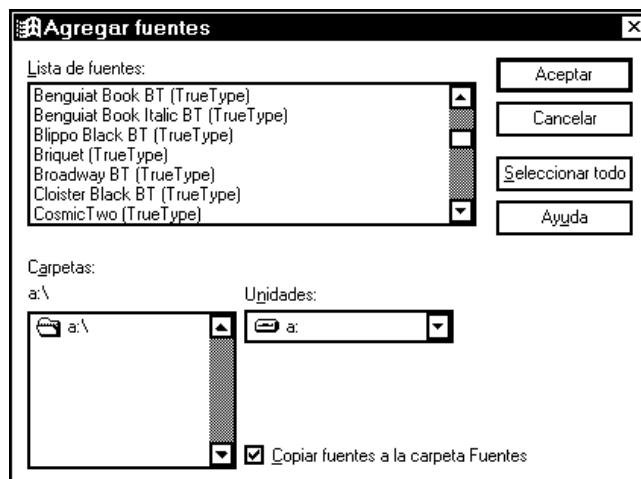 Agregar fuentes
Lista de fuentes:
Benguiat Book BT (TrueType)
Benguiat Book Italic BT (TrueType)
Blippo Black BT (TrueType)
Briquet (TrueType)
Broadway BT (TrueType)
Cloister Black BT (TrueType)
CosmicTwo (TrueType)
Aceptar
Cancelar
Seleccionar todo
Ayuda
Carpetas:
a:\
a:\
Unidades:
a:
Copiar fuentes a la carpeta Fuentes